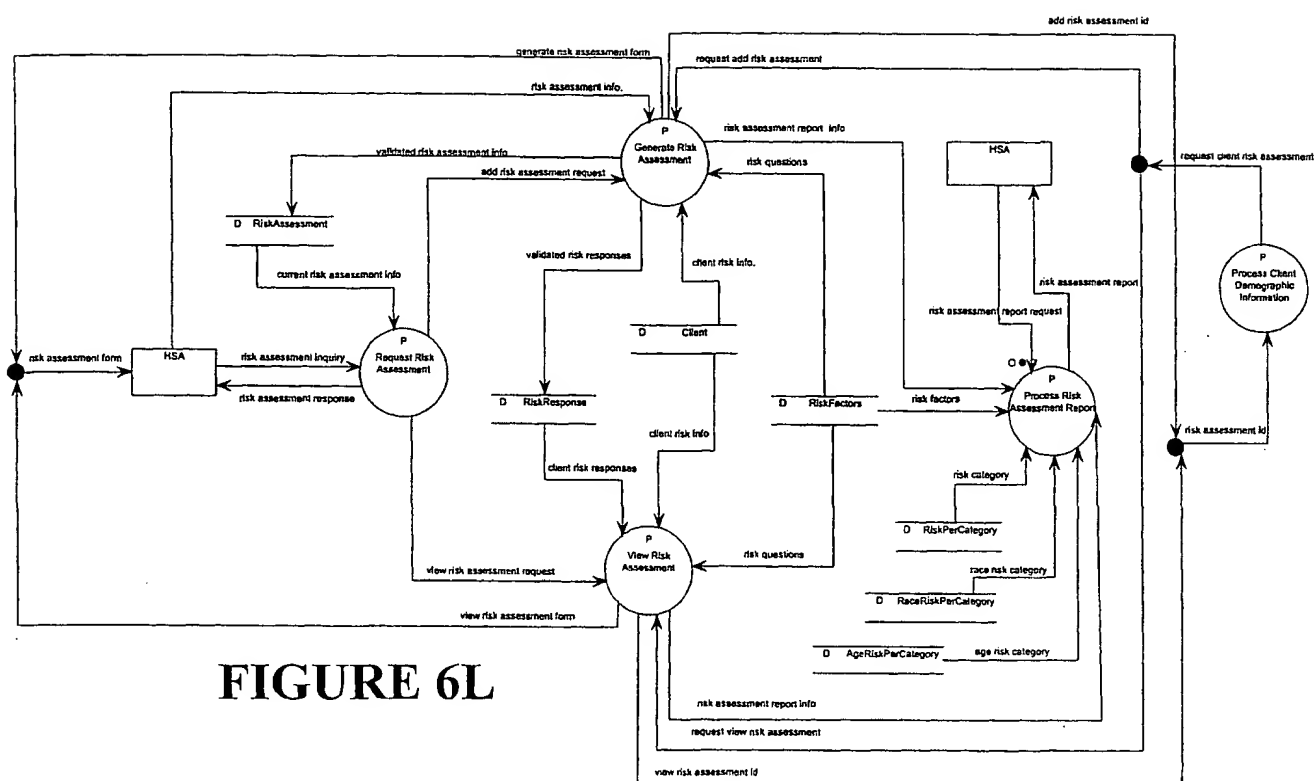 add risk assessment id
generate risk assessment form
request add risk assessment
risk assessment info.
P
Generate Risk
Assessment
risk assessment report info
HSA
request client risk assessment
validated risk assessment info
risk questions
add risk assessment request
D RiskAssessment
validated risk responses
client risk info.
P
Process Client
Demographic
Information
current risk assessment info
risk assessment report
risk assessment report request
D Client
P
Request Risk
Assessment
risk assessment form
HSA
risk assessment inquiry
risk assessment response
P
Process Risk
Assessment Report
D RiskResponse
D RiskFactors
risk factors
risk assessment id
client risk info
client risk responses
risk category
D RiskPerCategory
P
View Risk
Assessment
risk questions
view risk assessment request
race risk category
D RaceRiskPerCategory
view risk assessment form
D AgeRiskPerCategory
age risk category
FIGURE 6L
risk assessment report info
request view risk assessment
view risk assessment id